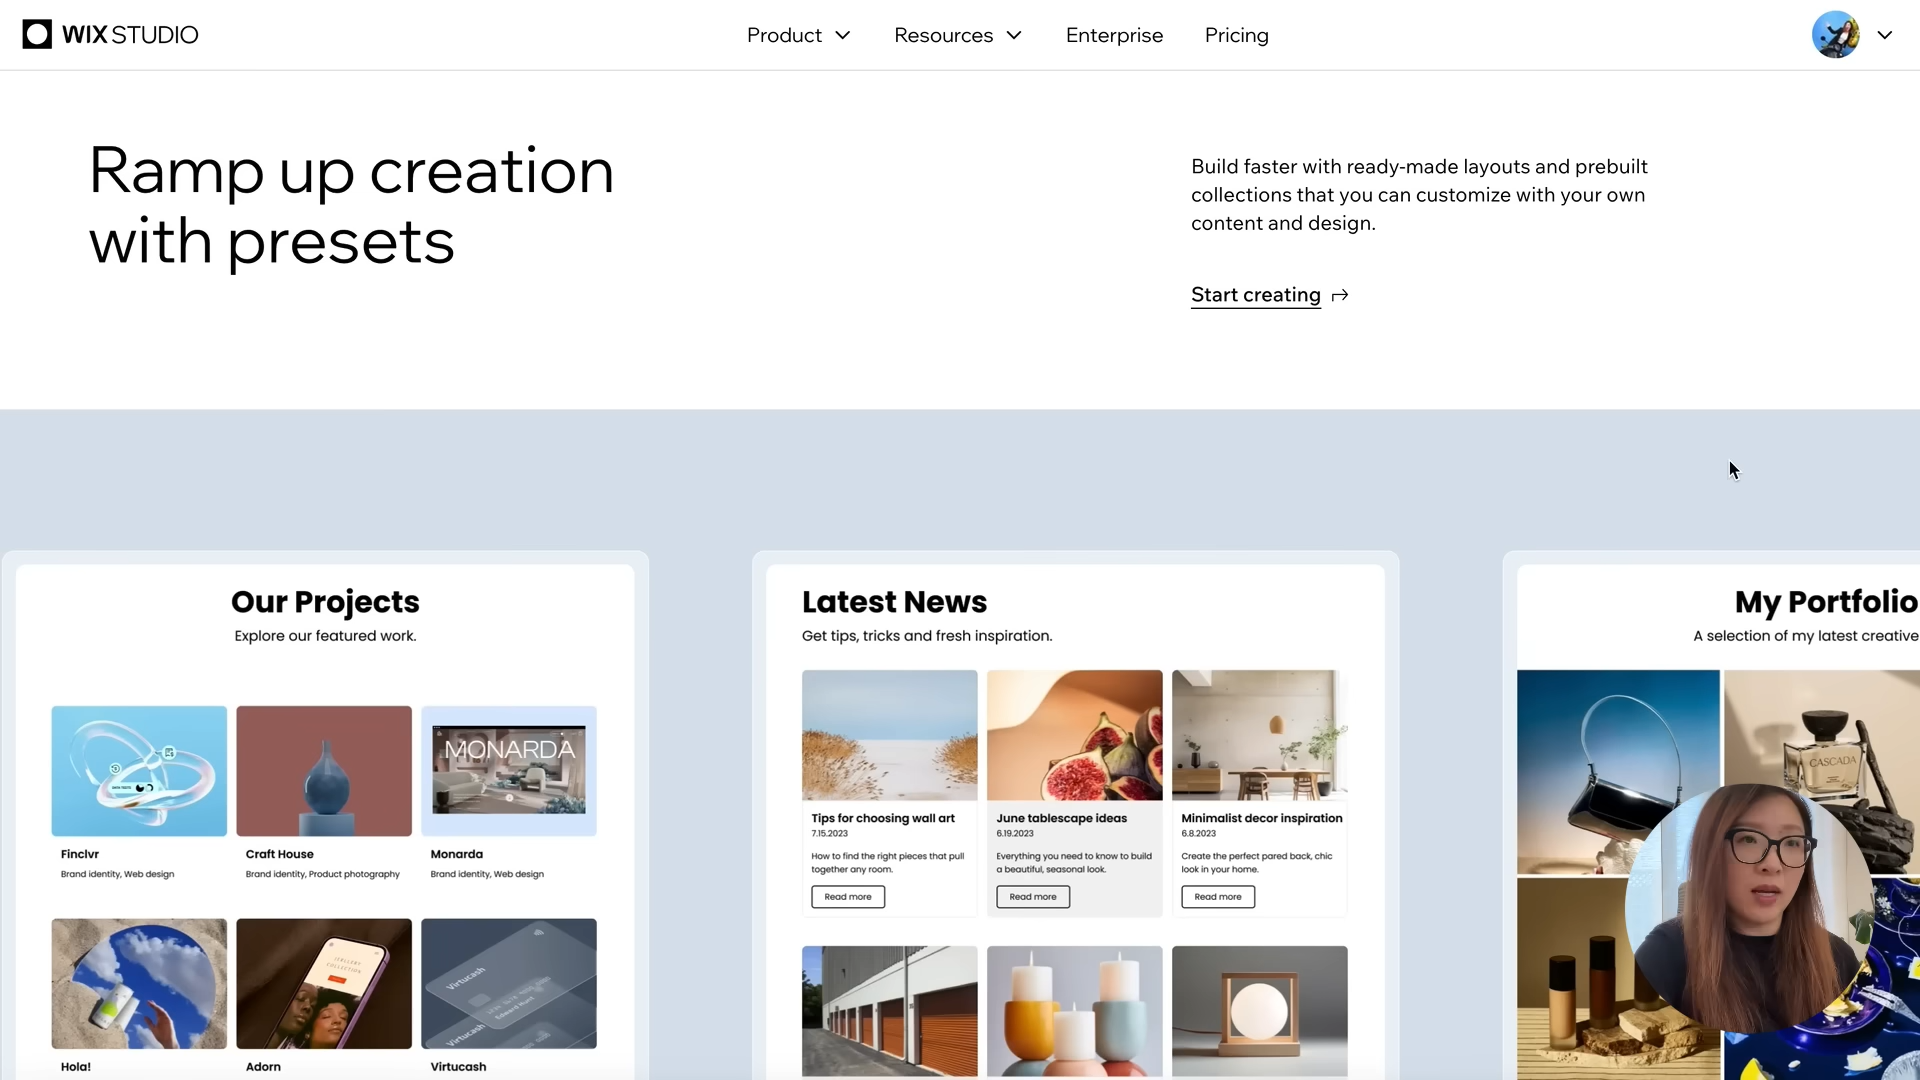 WIX STUDIO
Product
Resources
Enterprise
Pricing
Ramp up creation
with presets
Build faster with ready-made layouts and prebuilt
collections that you can customize with your own
content and design.
Start creating
Our Projects
Explore our featured work.
MONARDA
Finclvr
Brand identity, Web design
Craft House
Brand identity, Product photography
Monarda
Brand identity, Web design
GALLERY
COLLECTION
Virtucash
Virtucash
Hola!
Adorn
Virtucash
Latest News
Get tips, tricks and fresh inspiration.
Tips for choosing wall art
7.15.2023
How to find the right pieces that pull
together any room.
Read more
June tablescape ideas
6.19.2023
Everything you need to know to build
a beautiful, seasonal look.
Read more
Minimalist decor inspiration
6.8.2023
Create the perfect pared back, chic
look in your home.
Read more
My Portfolio
A selection of my latest creative
CASCADA